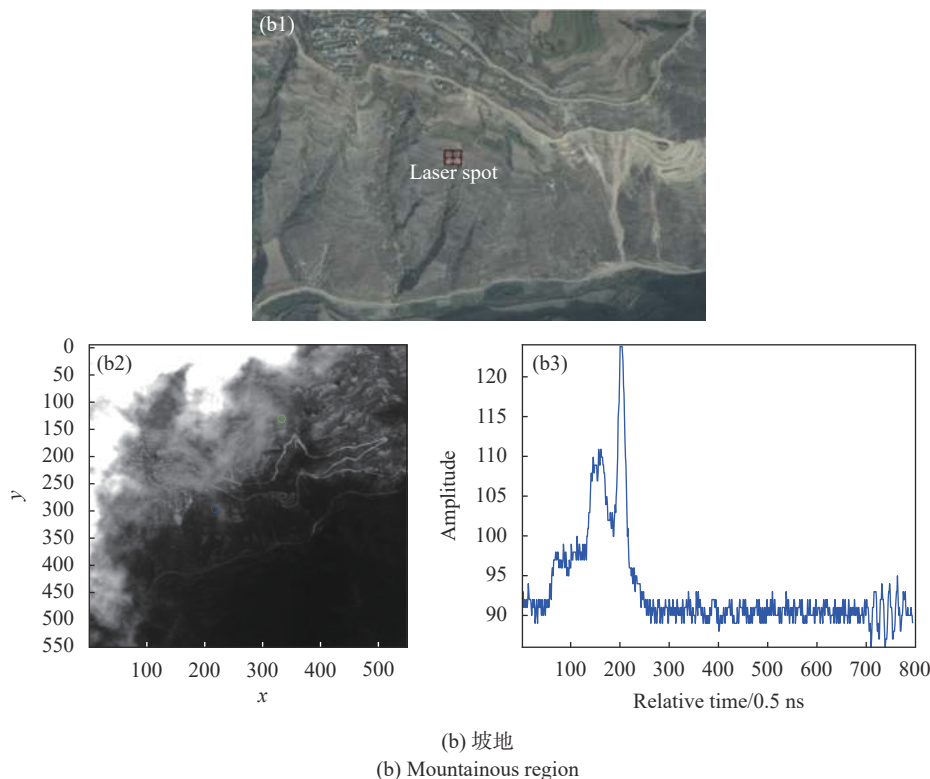 (b1)
Laser spot
(b2)
0
50
100
150
200
250
300
350
400
450
500
550
y
100 200 300 400 500
x
(b3)
120
115
110
105
100
95
90
Amplitude
100 200 300 400 500 600 700 800
Relative time/0.5 ns
(b) 坡地
(b) Mountainous region